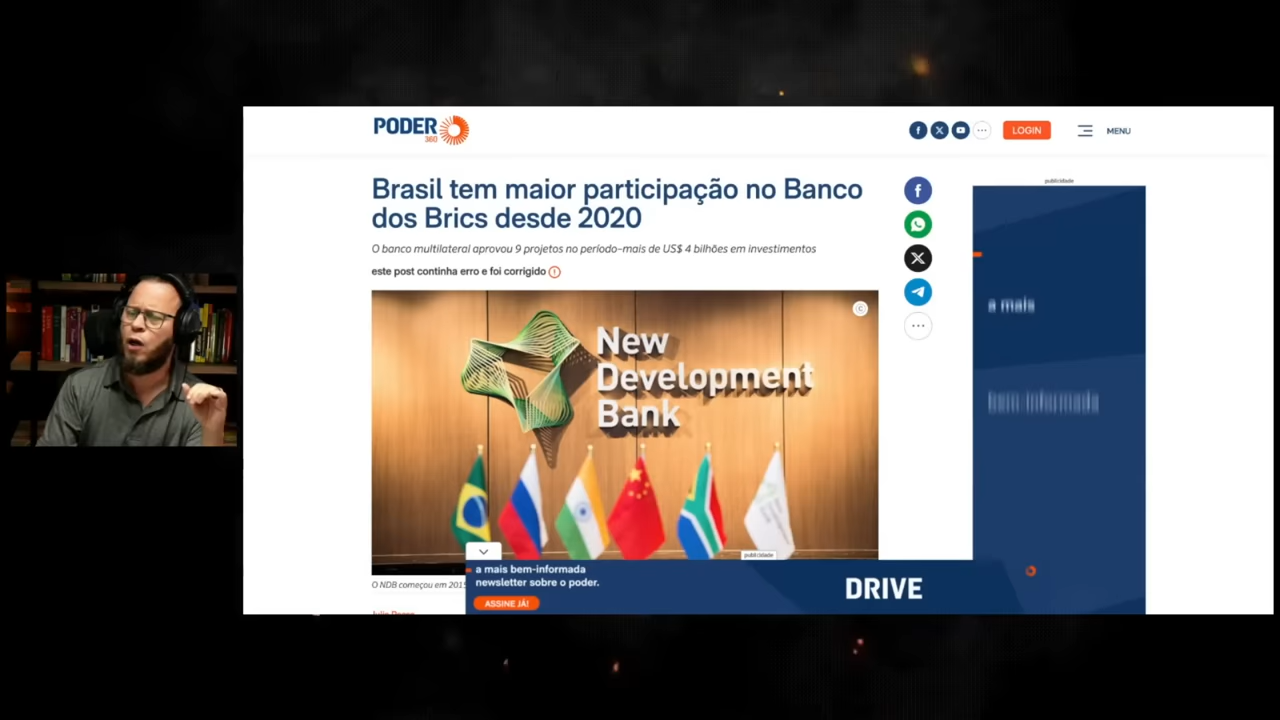 PODER
360
LOGIN
MENU
Brasil tem maior participação no Banco
dos Brics desde 2020
O banco multilateral aprovou 9 projetos no período–mais de US$ 4 bilhões em investimentos
este post continha erro e foi corrigido
New
Development
Bank
publicidade
a mais
bem informada
publicidade
O NDB começou em 2015
a mais bem-informada
newsletter sobre o poder.
ASSINE JÁ!
DRIVE